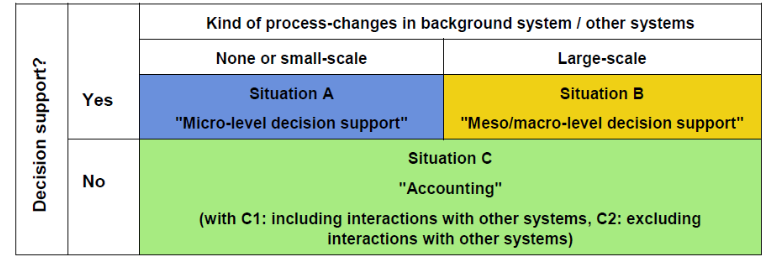 Decision support?
Kind of process-changes in background system / other systems
None or small-scale
Large-scale
Yes
Situation A
"Micro-level decision support"
Situation B
"Meso/macro-level decision support"
No
Situation C
"Accounting"
(with C1: including interactions with other systems, C2: excluding
interactions with other systems)